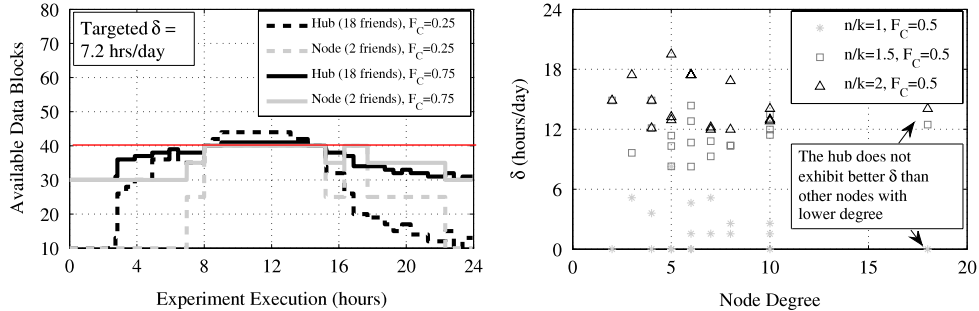 80
70
60
50
40
30
20
10
Available Data Blocks
Targeted δ =
7.2 hrs/day
Hub (18 friends), F_C=0.25
Node (2 friends), F_C=0.25
Hub (18 friends), F_C=0.75
Node (2 friends), F_C=0.75
0 4 8 12 16 20 24
Experiment Execution (hours)
24
18
12
6
0
δ (hours/day)
n/k=1, F_C=0.5
n/k=1.5, F_C=0.5
n/k=2, F_C=0.5
The hub does not
exhibit better δ than
other nodes with
lower degree
0 5 10 15 20
Node Degree